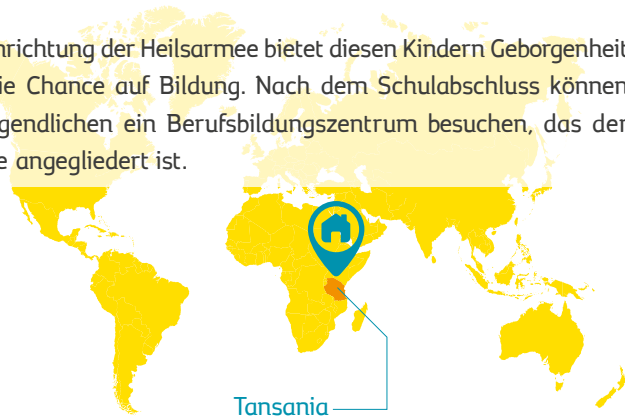 nrichtung der Heilsarmee bietet diesen Kindern Geborgenheit
ie Chance auf Bildung. Nach dem Schulabschluss können
gendlichen ein Berufsbildungszentrum besuchen, das der
e angegliedert ist.
Tansania